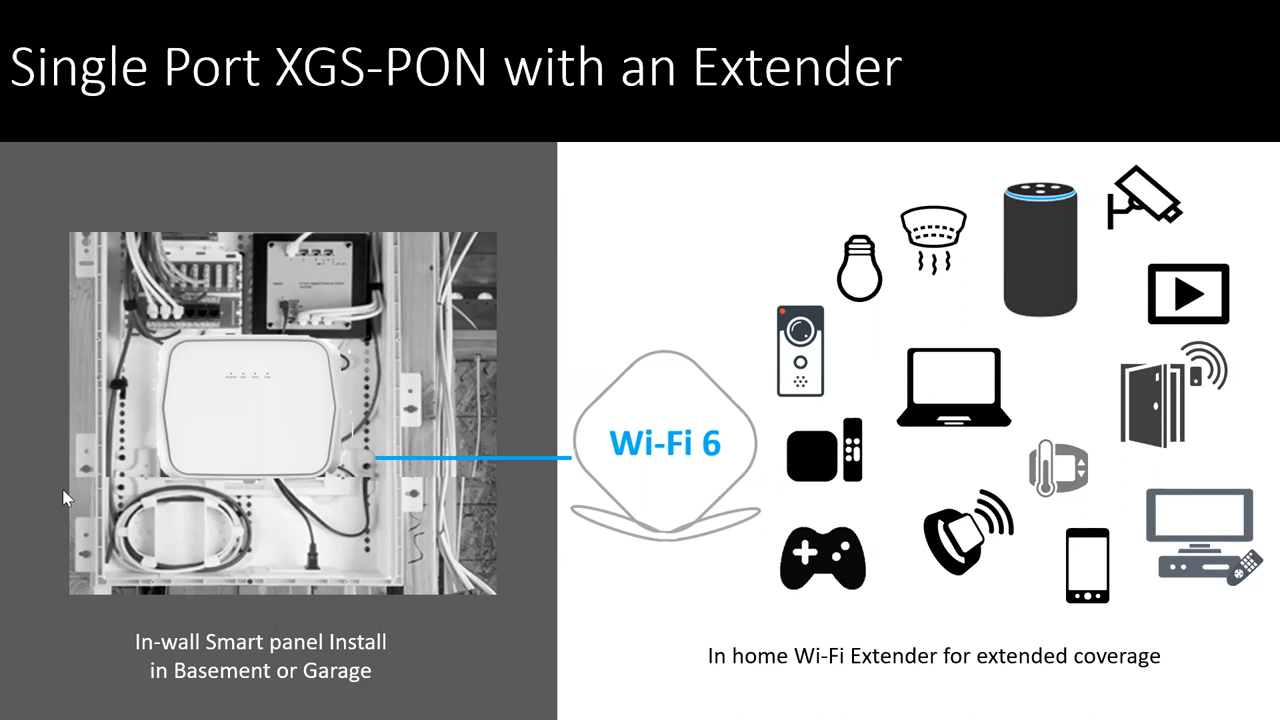 Single Port XGS-PON with an Extender
Wi-Fi 6
In-wall Smart panel Install
in Basement or Garage
In home Wi-Fi Extender for extended coverage